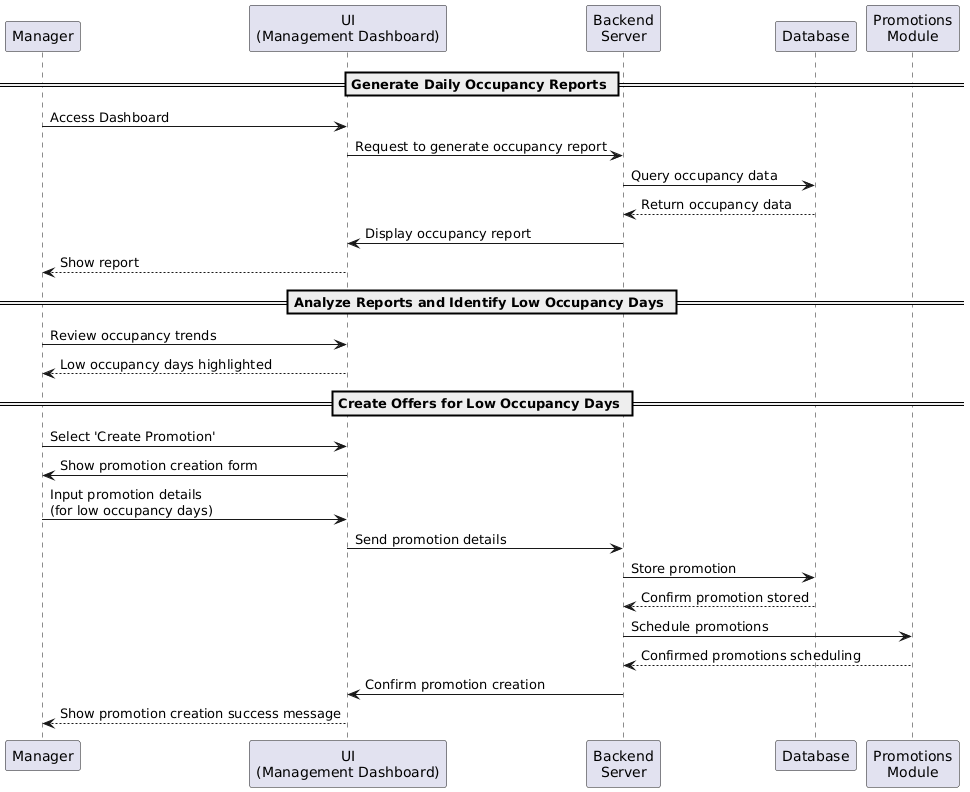 Manager
UI
(Management Dashboard)
Backend
Server
Database
Promotions
Module
Generate Daily Occupancy Reports
Access Dashboard
Request to generate occupancy report
Query occupancy data
Return occupancy data
Display occupancy report
Show report
Analyze Reports and Identify Low Occupancy Days
Review occupancy trends
Low occupancy days highlighted
Create Offers for Low Occupancy Days
Select 'Create Promotion'
Show promotion creation form
Input promotion details
(for low occupancy days)
Send promotion details
Store promotion
Confirm promotion stored
Schedule promotions
Confirmed promotions scheduling
Confirm promotion creation
Show promotion creation success message
Manager
UI
(Management Dashboard)
Backend
Server
Database
Promotions
Module